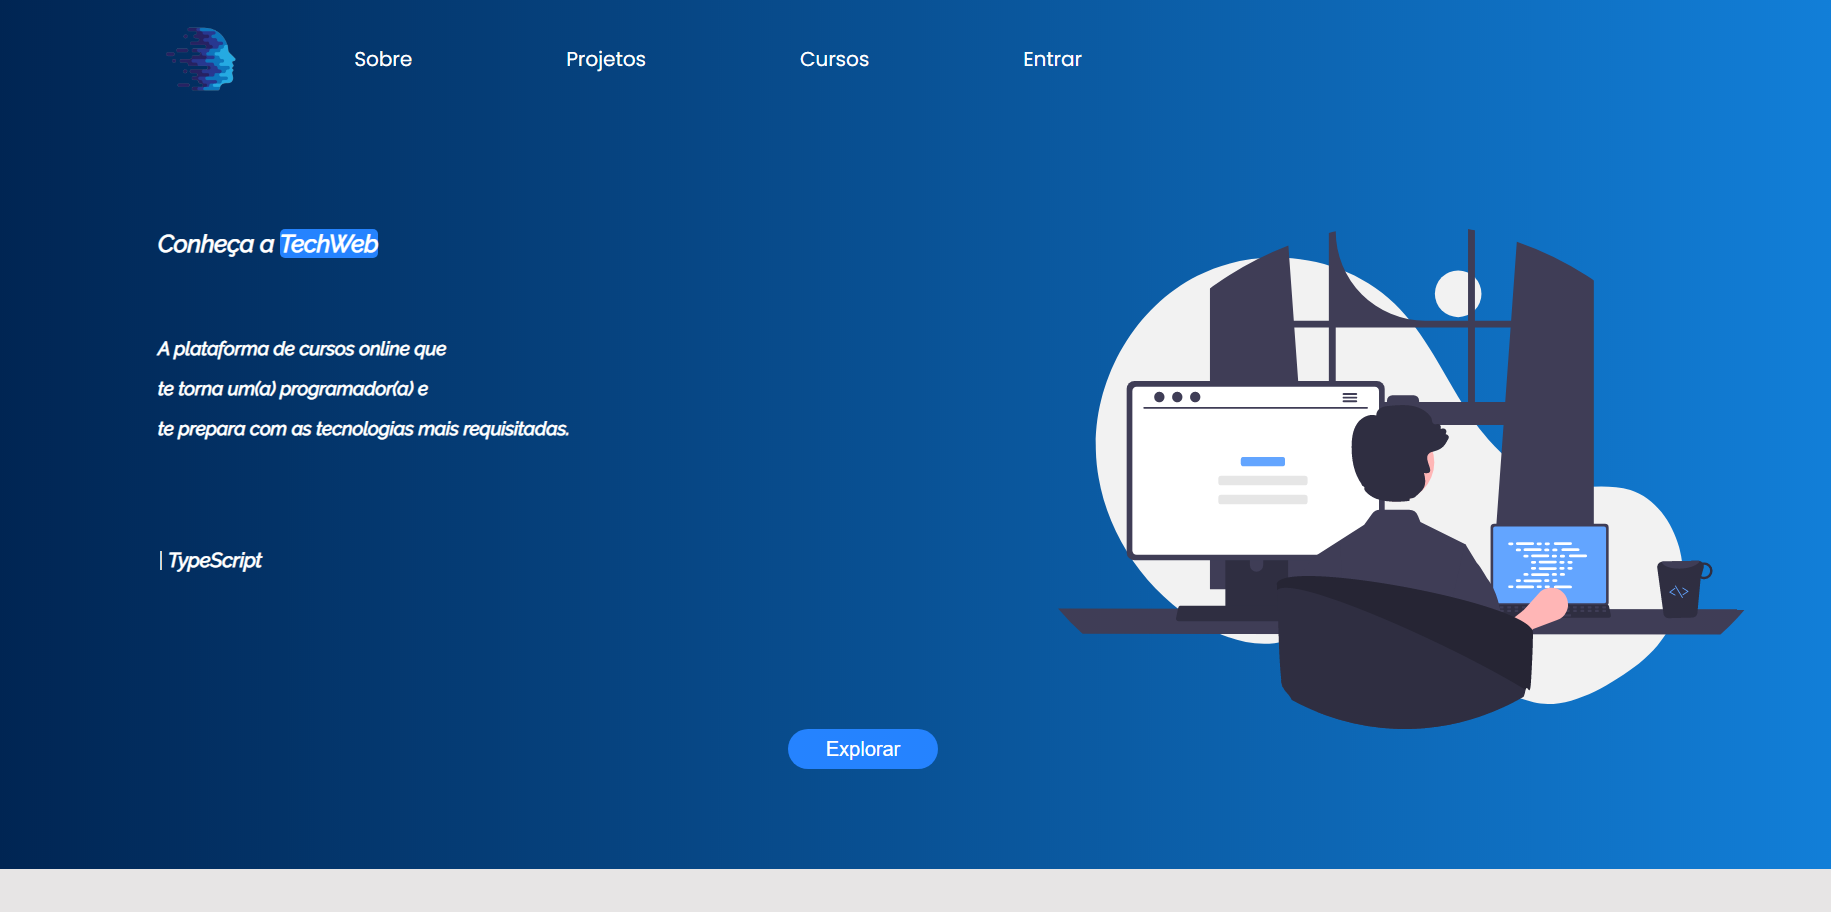 Sobre Projetos Cursos Entrar
Conheça a TechWeb
A plataforma de cursos online que
te torna um(a) programador(a) e
te prepara com as tecnologias mais requisitadas.
| TypeScript
Explorar